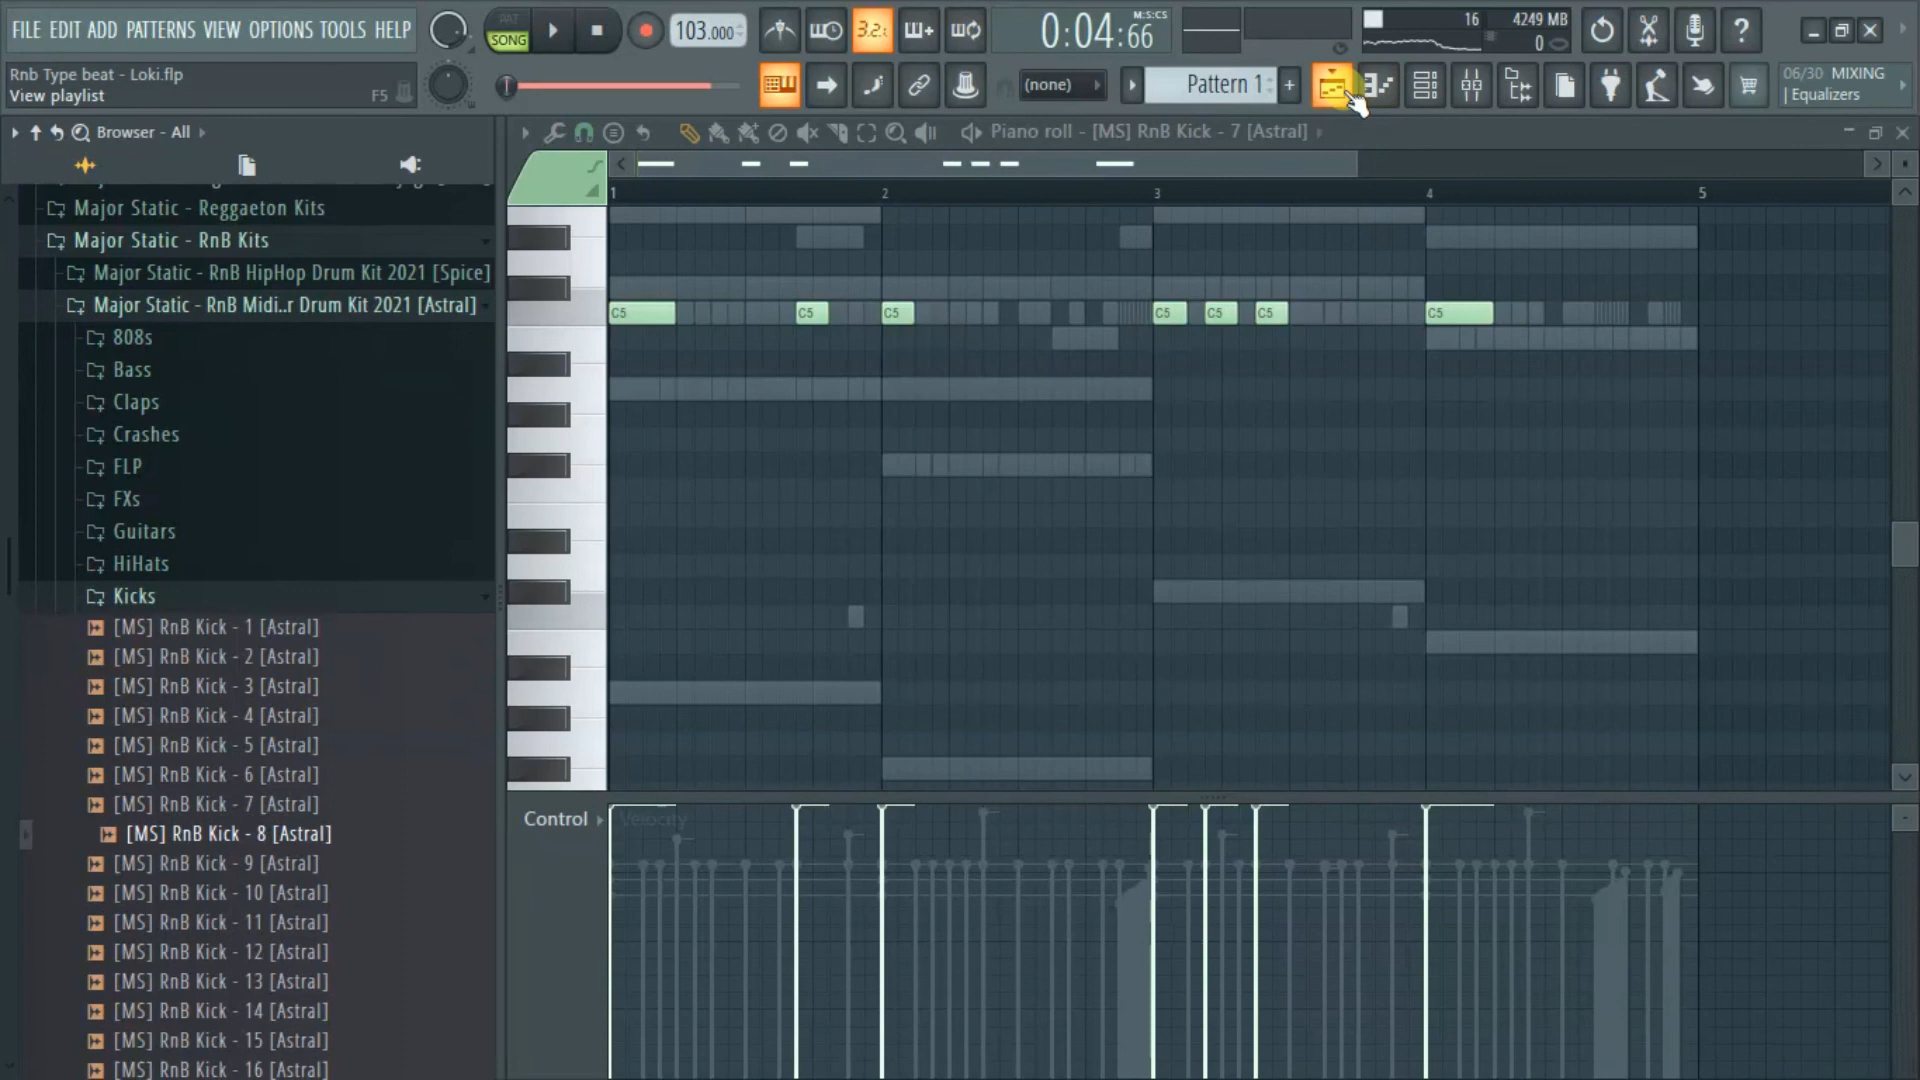 FILE EDIT ADD PATTERNS VIEW OPTIONS TOOLS HELP
PAT
SONG
103.000
3.2.
0:04:66
M:S:CS
16
4249 MB
0
Rnb Type beat - Loki.flp
View playlist
F5
(none)
Pattern 1
+
06/30 MIXING
| Equalizers
Browser - All
Piano roll - [MS] RnB Kick - 7 [Astral]
Major Static - Reggaeton Kits
Major Static - RnB Kits
Major Static - RnB HipHop Drum Kit 2021 [Spice]
Major Static - RnB Midi..r Drum Kit 2021 [Astral]
808s
Bass
Claps
Crashes
FLP
FXs
Guitars
HiHats
Kicks
[MS] RnB Kick - 1 [Astral]
[MS] RnB Kick - 2 [Astral]
[MS] RnB Kick - 3 [Astral]
[MS] RnB Kick - 4 [Astral]
[MS] RnB Kick - 5 [Astral]
[MS] RnB Kick - 6 [Astral]
[MS] RnB Kick - 7 [Astral]
[MS] RnB Kick - 8 [Astral]
[MS] RnB Kick - 9 [Astral]
[MS] RnB Kick - 10 [Astral]
[MS] RnB Kick - 11 [Astral]
[MS] RnB Kick - 12 [Astral]
[MS] RnB Kick - 13 [Astral]
[MS] RnB Kick - 14 [Astral]
[MS] RnB Kick - 15 [Astral]
[MS] RnB Kick - 16 [Astral]
1 2 3 4 5
C5 C5 C5 C5 C5 C5 C5
Control
Velocity